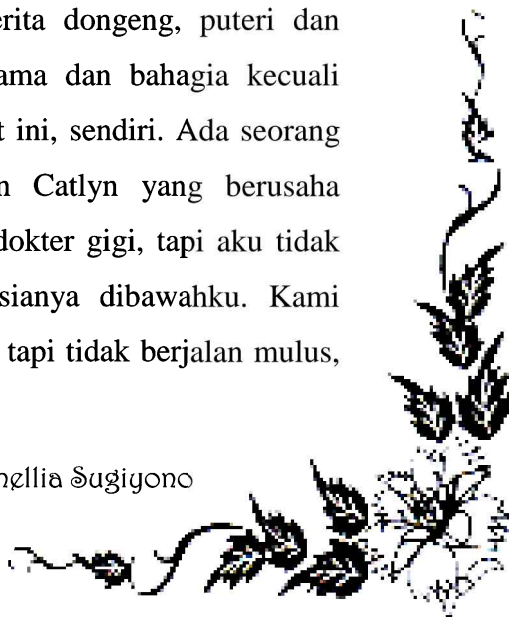 erita dongeng, puteri dan
ama dan bahagia kecuali
t ini, sendiri. Ada seorang
n Catlyn yang berusaha
dokter gigi, tapi aku tidak
sianya dibawahku. Kami
tapi tidak berjalan mulus,
nellia Sugiyono